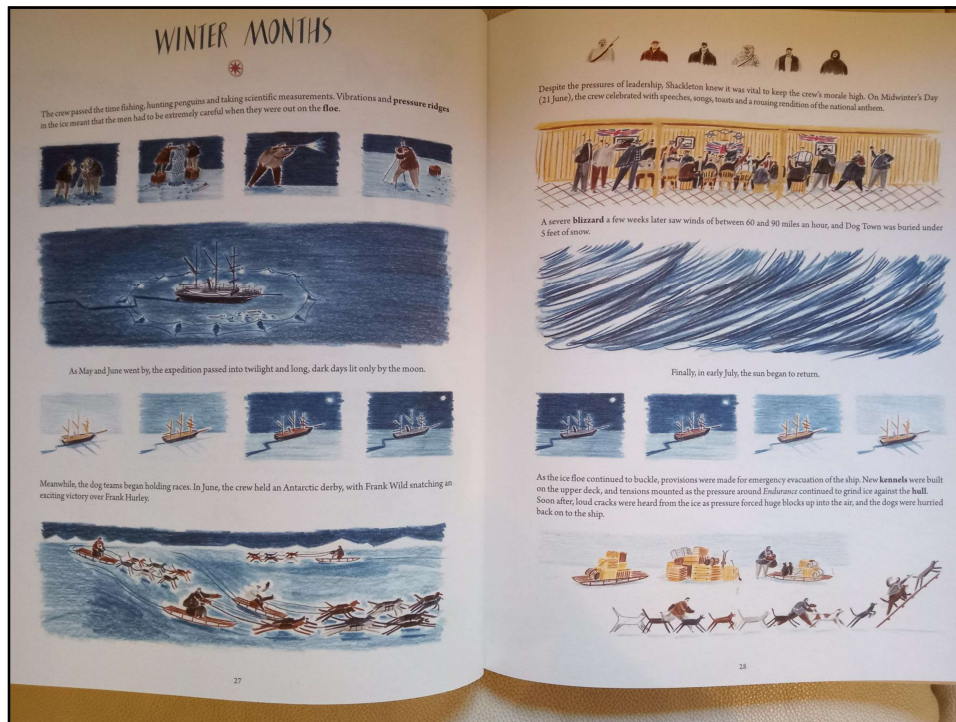 WINTER MONTHS
The crew passed the time fishing, hunting penguins and taking scientific measurements. Vibrations and pressure ridges
in the ice meant that the men had to be extremely careful when they were out on the floe.
As May and June went by, the expedition passed into twilight and long, dark days lit only by the moon.
Meanwhile, the dog teams began holding races. In June, the crew held an Antarctic derby, with Frank Wild snatching an
exciting victory over Frank Hurley.
27
Despite the pressures of leadership, Shackleton knew it was vital to keep the crew's morale high. On Midwinter's Day
(21 June), the crew celebrated with speeches, songs, toasts and a rousing rendition of the national anthem.
A severe blizzard a few weeks later saw winds of between 60 and 90 miles an hour, and Dog Town was buried under
5 feet of snow.
Finally, in early July, the sun began to return.
As the ice floe continued to buckle, provisions were made for emergency evacuation of the ship. New kennels were built
on the upper deck, and tensions mounted as the pressure around Endurance continued to grind ice against the hull.
Soon after, loud cracks were heard from the ice as pressure forced huge blocks up into the air, and the dogs were hurried
back on to the ship.
28